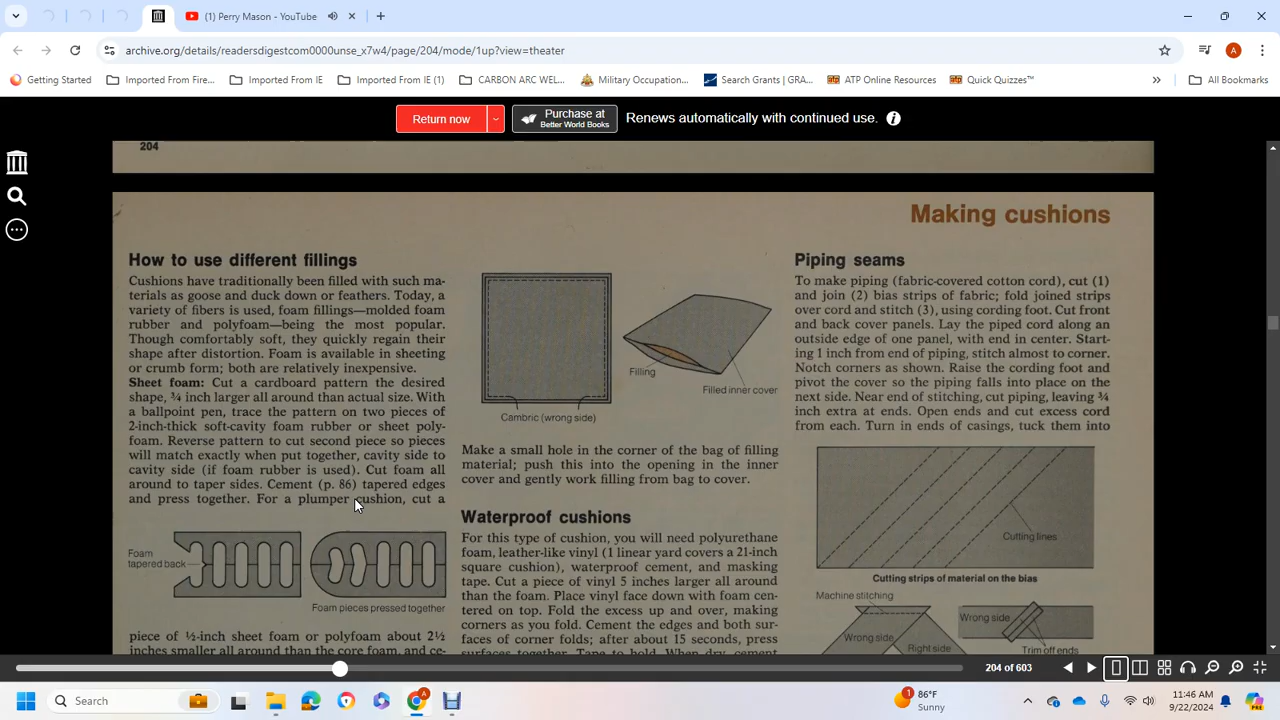 (1) Perry Mason - YouTube
archive.org/details/readersdigestcom0000unse_x7w4/page/204/mode/1up?view=theater
A
Getting Started
Imported From Fire...
Imported From IE
Imported From IE (1)
CARBON ARC WEL...
Military Occupation...
Search Grants | GRA...
ATP Online Resources
Quick Quizzes™
»
All Bookmarks
Return now
Purchase at
Better World Books
Renews automatically with continued use.
204
Making cushions
How to use different fillings
Cushions have traditionally been filled with such ma-
terials as goose and duck down or feathers. Today, a
variety of fibers is used, foam fillings—molded foam
rubber and polyfoam—being the most popular.
Though comfortably soft, they quickly regain their
shape after distortion. Foam is available in sheeting
or crumb form; both are relatively inexpensive.
Sheet foam: Cut a cardboard pattern the desired
shape, ¾ inch larger all around than actual size. With
a ballpoint pen, trace the pattern on two pieces of
2-inch-thick soft-cavity foam rubber or sheet poly-
foam. Reverse pattern to cut second piece so pieces
will match exactly when put together, cavity side to
cavity side (if foam rubber is used). Cut foam all
around to taper sides. Cement (p. 86) tapered edges
and press together. For a plumper cushion, cut a
Foam
tapered back
Foam pieces pressed together
piece of ½-inch sheet foam or polyfoam about 2½
inches smaller all around than the core foam, and ce-
Filling
Filled inner cover
Cambric (wrong side)
Make a small hole in the corner of the bag of filling
material; push this into the opening in the inner
cover and gently work filling from bag to cover.
Waterproof cushions
For this type of cushion, you will need polyurethane
foam, leather-like vinyl (1 linear yard covers a 21-inch
square cushion), waterproof cement, and masking
tape. Cut a piece of vinyl 5 inches larger all around
than the foam. Place vinyl face down with foam cen-
tered on top. Fold the excess up and over, making
corners as you fold. Cement the edges and both sur-
faces of corner folds; after about 15 seconds, press
surfaces together. Tape to hold. When dry, cement
Piping seams
To make piping (fabric-covered cotton cord), cut (1)
and join (2) bias strips of fabric; fold joined strips
over cord and stitch (3), using cording foot. Cut front
and back cover panels. Lay the piped cord along an
outside edge of one panel, with end in center. Start-
ing 1 inch from end of piping, stitch almost to corner.
Notch corners as shown. Raise the cording foot and
pivot the cover so the piping falls into place on the
next side. Near end of stitching, cut piping, leaving ¾
inch extra at ends. Open ends and cut excess cord
from each. Turn in ends of casings, tuck them into
Cutting lines
Cutting strips of material on the bias
Machine stitching
Wrong side
Right side
Wrong side
Trim off ends
204 of 603
Search
1
86°F
Sunny
11:46 AM
9/22/2024